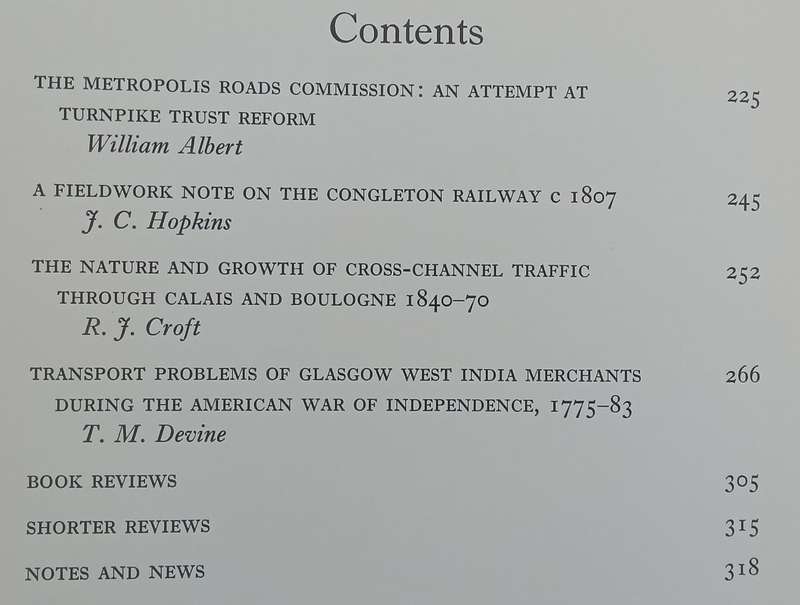 Contents
THE METROPOLIS ROADS COMMISSION: AN ATTEMPT AT 225
TURNPIKE TRUST REFORM
William Albert
A FIELDWORK NOTE ON THE CONGLETON RAILWAY c 1807 245
J. C. Hopkins
THE NATURE AND GROWTH OF CROSS-CHANNEL TRAFFIC 252
THROUGH CALAIS AND BOULOGNE 1840–70
R. J. Croft
TRANSPORT PROBLEMS OF GLASGOW WEST INDIA MERCHANTS 266
DURING THE AMERICAN WAR OF INDEPENDENCE, 1775–83
T. M. Devine
BOOK REVIEWS 305
SHORTER REVIEWS 315
NOTES AND NEWS 318